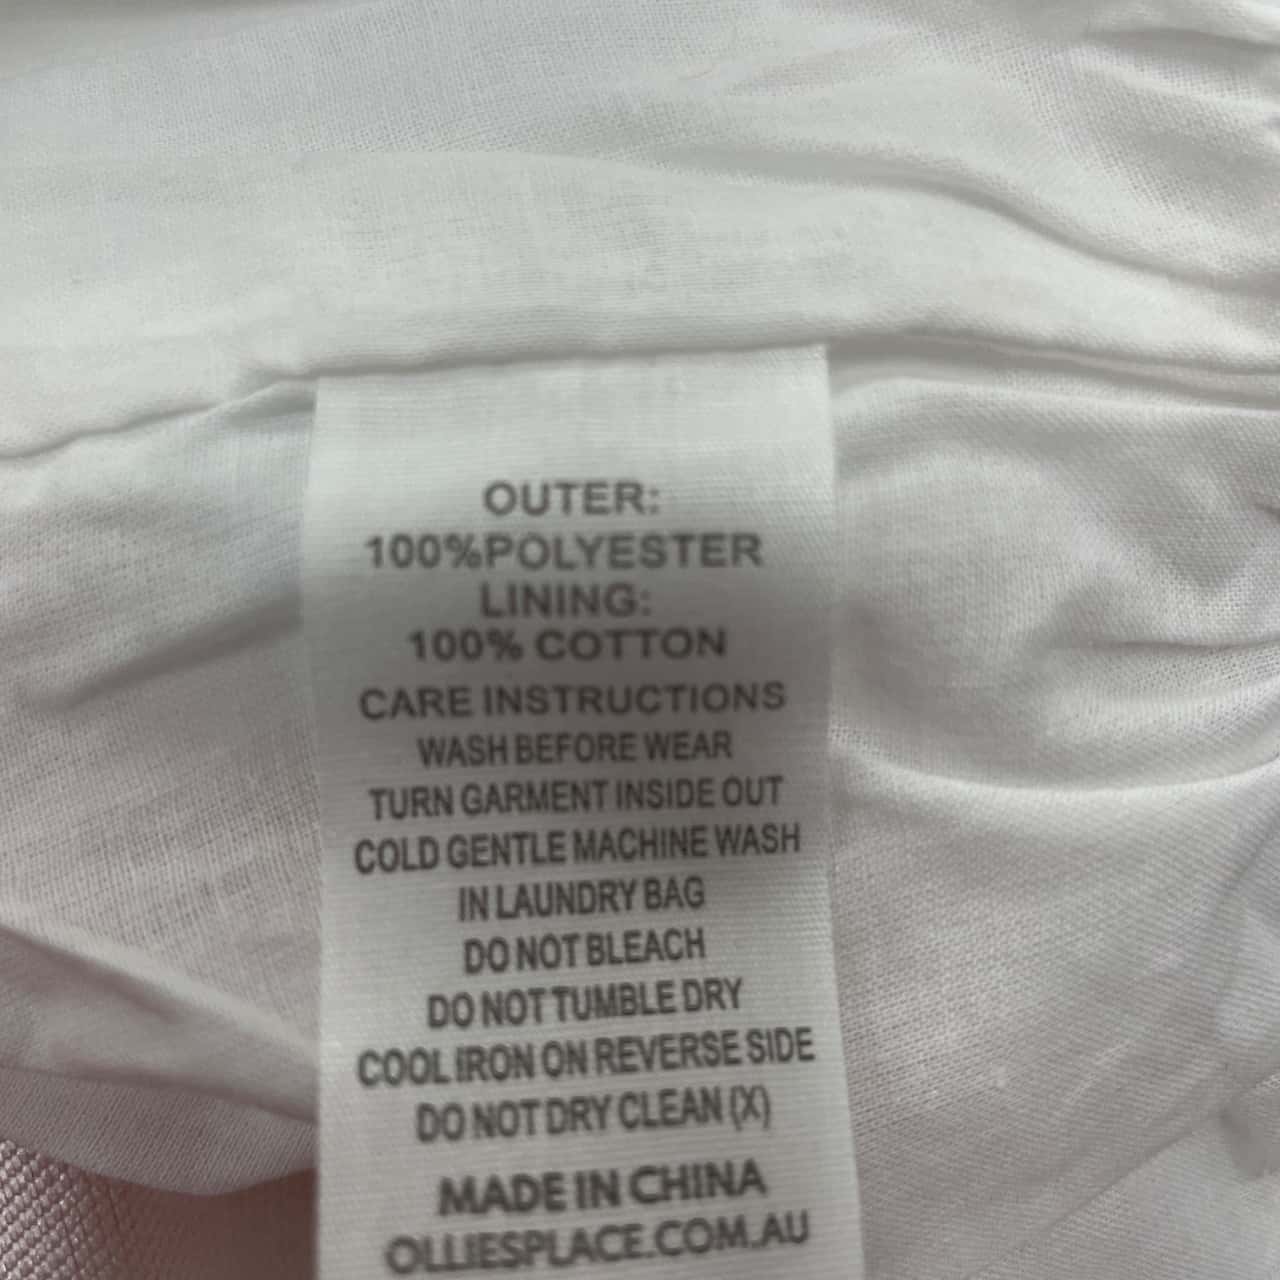 OUTER:
100%POLYESTER
LINING:
100% COTTON
CARE INSTRUCTIONS
WASH BEFORE WEAR
TURN GARMENT INSIDE OUT
COLD GENTLE MACHINE WASH
IN LAUNDRY BAG
DO NOT BLEACH
DO NOT TUMBLE DRY
COOL IRON ON REVERSE SIDE
DO NOT DRY CLEAN (X)
MADE IN CHINA
OLLIESPLACE.COM.AU